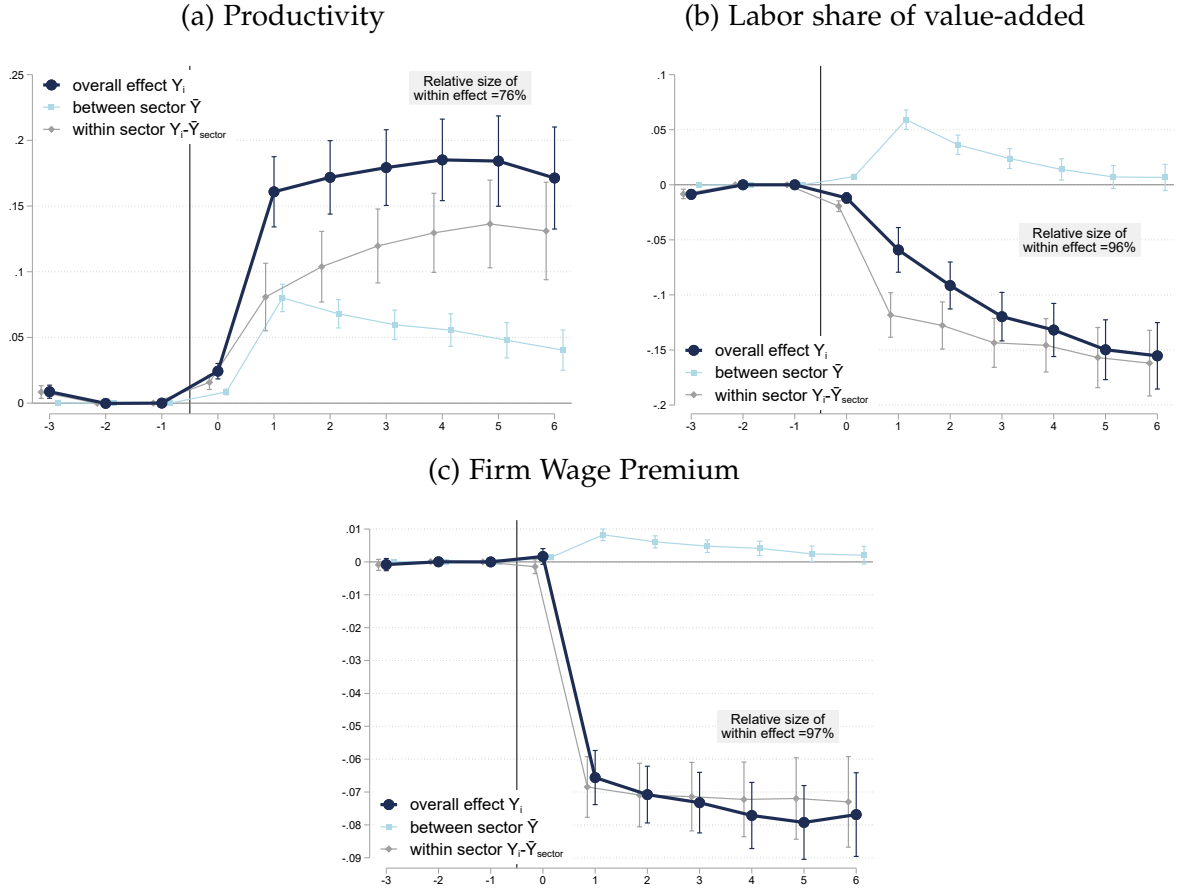 (a) Productivity
.25
.2
.15
.1
.05
0
overall effect Yᵢ
between sector Ȳ
within sector Yᵢ-Ȳsector
Relative size of
within effect =76%
-3 -2 -1 0 1 2 3 4 5 6
(b) Labor share of value-added
.1
.05
0
-.05
-.1
-.15
-.2
Relative size of
within effect =96%
overall effect Yᵢ
between sector Ȳ
within sector Yᵢ-Ȳsector
-3 -2 -1 0 1 2 3 4 5 6
(c) Firm Wage Premium
.01
0
-.01
-.02
-.03
-.04
-.05
-.06
-.07
-.08
-.09
Relative size of
within effect =97%
overall effect Yᵢ
between sector Ȳ
within sector Yᵢ-Ȳsector
-3 -2 -1 0 1 2 3 4 5 6